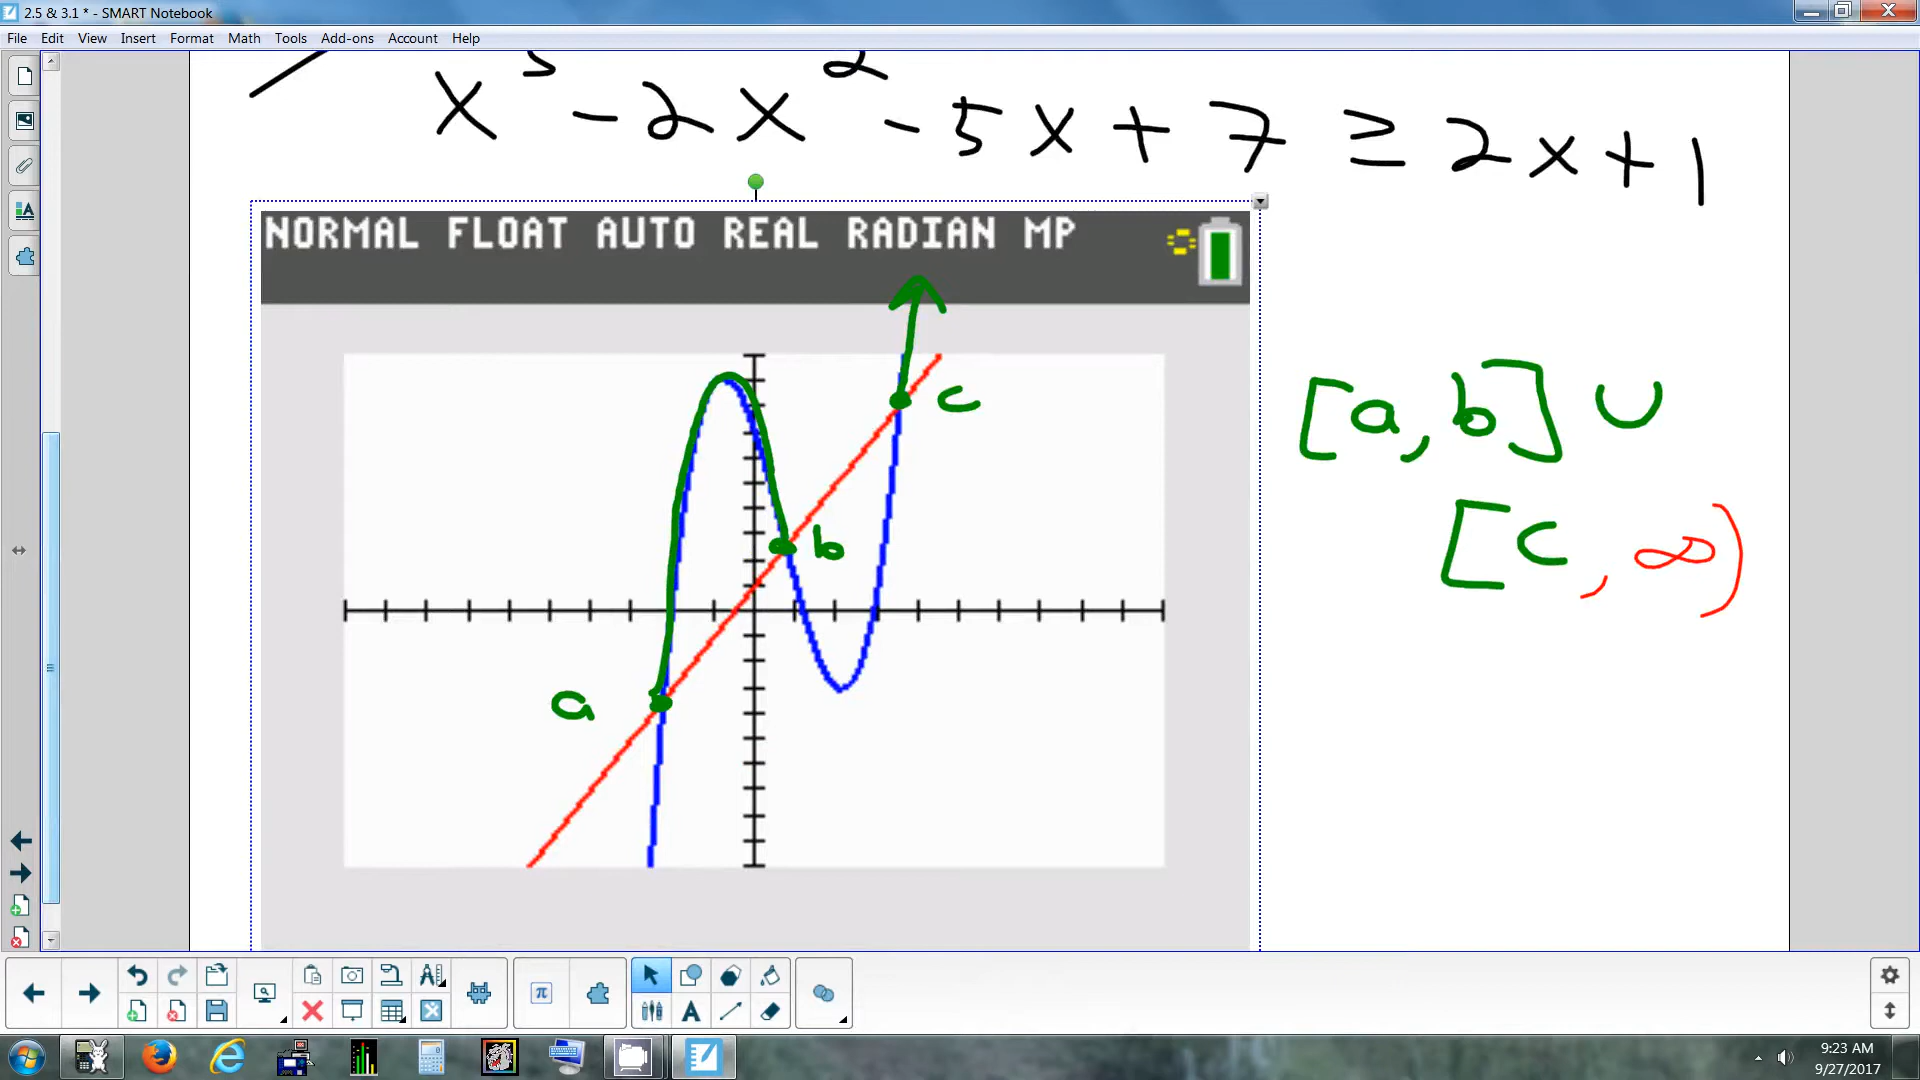 2.5 & 3.1 * - SMART Notebook
File Edit View Insert Format Math Tools Add-ons Account Help
x³ - 2x² - 5x + 7 ≥ 2x + 1
NORMAL FLOAT AUTO REAL RADIAN MP
c
[a, b] ∪
b
[c, ∞)
a
π
A
9:23 AM
9/27/2017